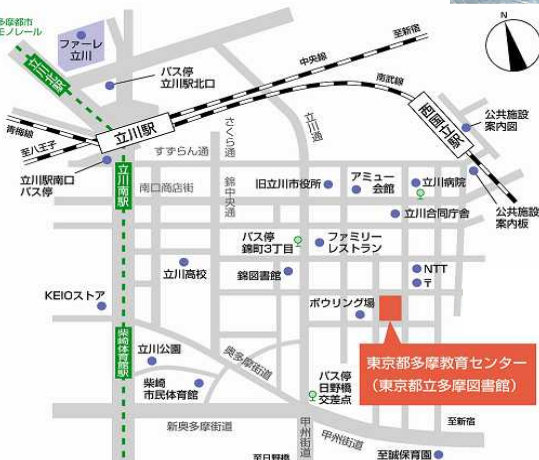 多摩都市
モノレール
ファーレ
立川
立川北駅
バス停
立川駅北口
至新宿
中央線
南武線
N
青梅線
至八王子
立川駅
西国立駅
公共施設
案内図
さくら通
立川通
すずらん通
立川駅南口
バス停
立川南駅
南口商店街
錦中央通
旧立川市役所
アミュー
会館
立川病院
立川合同庁舎
公共施設
案内板
バス停
錦町3丁目
ファミリー
レストラン
立川高校
錦図書館
NTT
〒
KEIOストア
ボウリング場
柴崎体育館駅
立川公園
奥多摩街道
東京都多摩教育センター
（東京都立多摩図書館）
柴崎
市民体育館
バス停
日野橋
交差点
新奥多摩街道
甲州街道
甲州街道
至新宿
至日野橋
至誠保育園